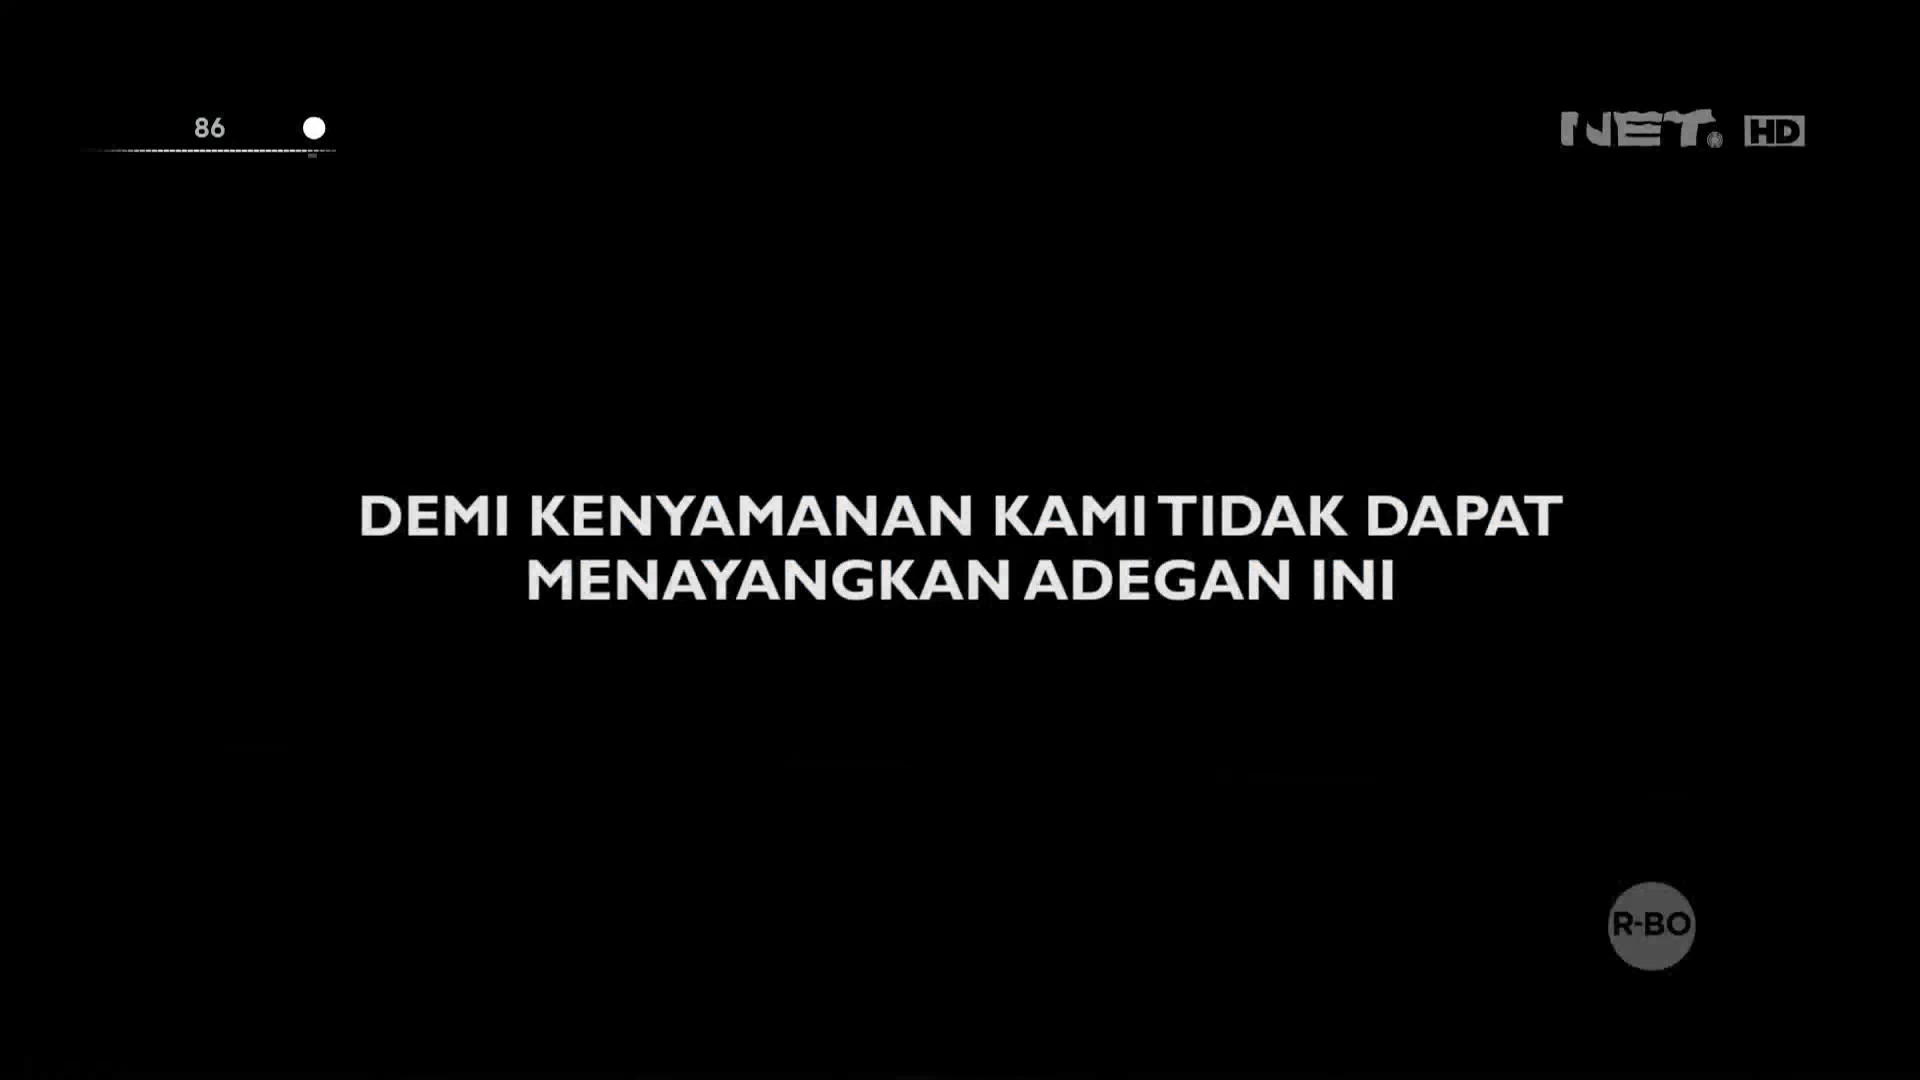 86
NET. HD
DEMI KENYAMANAN KAMI TIDAK DAPAT
MENAYANGKAN ADEGAN INI
R-BO